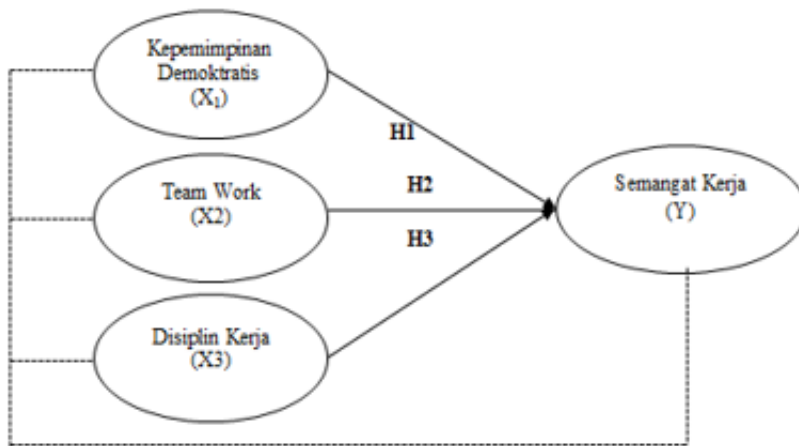 Kepemimpinan
Demoktratis
(X₁)
H1
Team Work
(X2)
H2
Semangat Kerja
(Y)
H3
Disiplin Kerja
(X3)